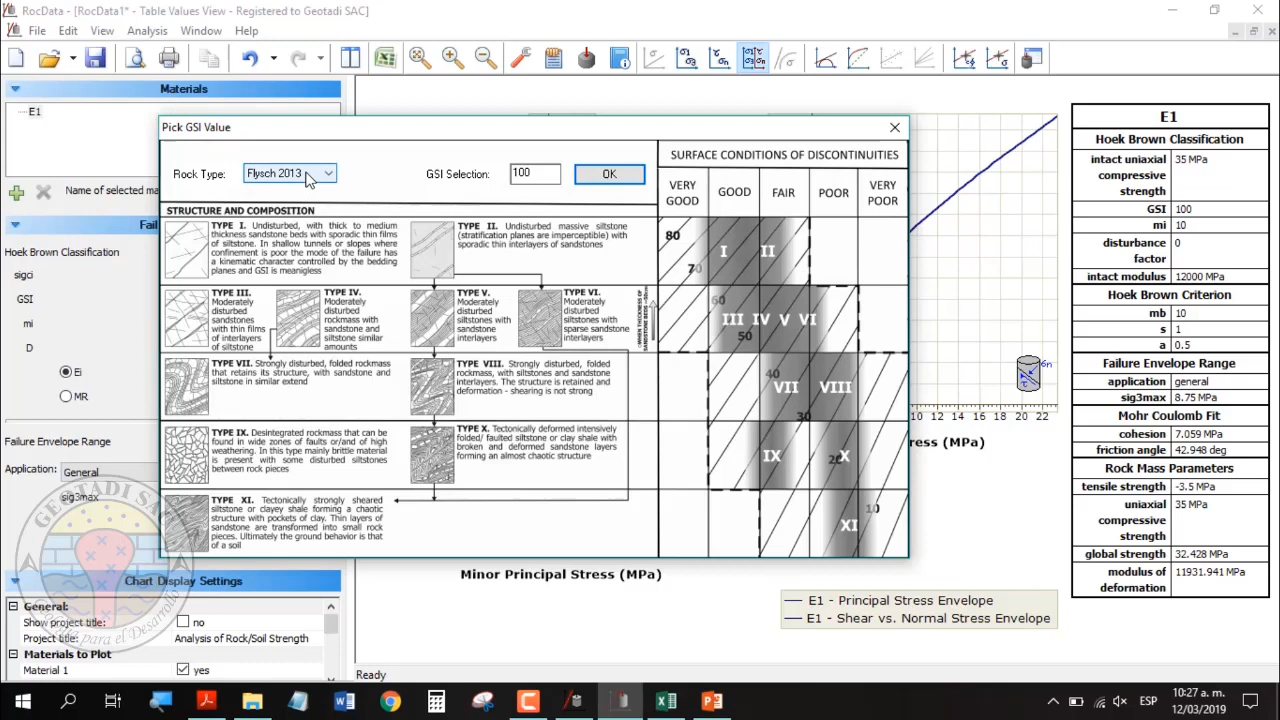 RocData - [RocData1* - Table Values View] - [Registered to Geotadi SAC]
File Edit View Analysis Window Help
Materials
E1
Name of selected ma
Fail
Hoek Brown Classification
sigci
GSI
mi
D
Ei
MR
Failure Envelope Range
Application: General
sig3max
Chart Display Settings
General:
Show project title: no
Project title: Analysis of Rock/Soil Strength
Materials to Plot
Material 1 yes
Pick GSI Value
Rock Type: Flysch 2013 GSI Selection: 100 OK
SURFACE CONDITIONS OF DISCONTINUITIES
VERY GOOD
GOOD
FAIR
POOR
VERY POOR
STRUCTURE AND COMPOSITION
TYPE I. Undisturbed, with thick to medium
thickness sandstone beds with sporadic thin films
of siltstone. In shallow tunnels or slopes where
confinement is poor the mode of the failure has
a kinematic character controlled by the bedding
planes and GSI is meaningless
TYPE II. Undisturbed massive siltstone
(stratification planes are imperceptible) with
sporadic thin interlayers of sandstones
TYPE III.
Moderately
disturbed
sandstones
with thin films
of interlayers
of siltstone
TYPE IV.
Moderately
disturbed
rockmass with
sandstone and
siltstone similar
amounts
TYPE V.
Moderately
disturbed
siltstones with
sandstone
interlayers
TYPE VI.
Moderately
disturbed
siltstones with
sparse sandstone
interlayers
TYPE VII. Strongly disturbed, folded rockmass
that retains its structure, with sandstone and
siltstone in similar extend
TYPE VIII. Strongly disturbed, folded
rockmass, with siltstones and sandstone
interlayers. The structure is retained and
deformation - shearing is not strong
TYPE IX. Desintegrated rockmass that can be
found in wide zones of faults or/and of high
weathering. In this type mainly brittle material
is present with some disturbed siltstones
between rock pieces
TYPE X. Tectonically deformed intensively
folded/ faulted siltstone or clay shale with
broken and deformed sandstone layers
forming an almost chaotic structure
TYPE XI. Tectonically strongly sheared
siltstone or clayey shale forming a chaotic
structure with pockets of clay. Thin layers of
sandstone are transformed into small rock
pieces. Ultimately the ground behavior is that
of a soil
80
70
I II
60
III IV V VI
50
40
VII VIII
30
IX
20 X
10
XI
10 12 14 16 18 20 22
ress (MPa)
σn
τ
Minor Principal Stress (MPa)
E1 - Principal Stress Envelope
E1 - Shear vs. Normal Stress Envelope
E1
Hoek Brown Classification
intact uniaxial compressive strength 35 MPa
GSI 100
mi 10
disturbance factor 0
intact modulus 12000 MPa
Hoek Brown Criterion
mb 10
s 1
a 0.5
Failure Envelope Range
application general
sig3max 8.75 MPa
Mohr Coulomb Fit
cohesion 7.059 MPa
friction angle 42.948 deg
Rock Mass Parameters
tensile strength -3.5 MPa
uniaxial compressive strength 35 MPa
global strength 32.428 MPa
modulus of deformation 11931.941 MPa
GEOTADI SAC
Ready
ESP
10:27 a. m.
12/03/2019